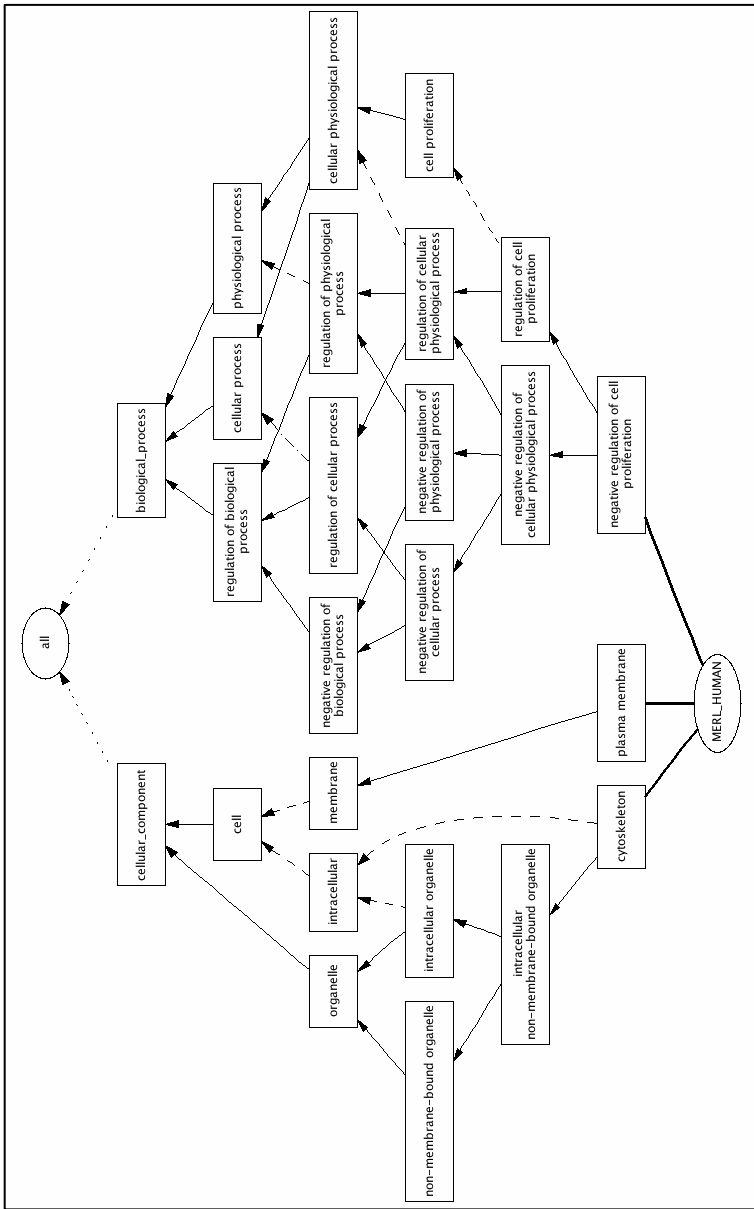 all
cellular_component
biological_process
cell
regulation of biological
process
cellular process
physiological process
organelle
intracellular
membrane
negative regulation of
biological process
regulation of cellular process
regulation of physiological
process
cellular physiological process
non-membrane-bound organelle
intracellular organelle
negative regulation of
cellular process
negative regulation of
physiological process
regulation of cellular
physiological process
cell proliferation
intracellular
non-membrane-bound organelle
negative regulation of
cellular physiological process
regulation of cell
proliferation
cytoskeleton
plasma membrane
negative regulation of cell
proliferation
MERL_HUMAN